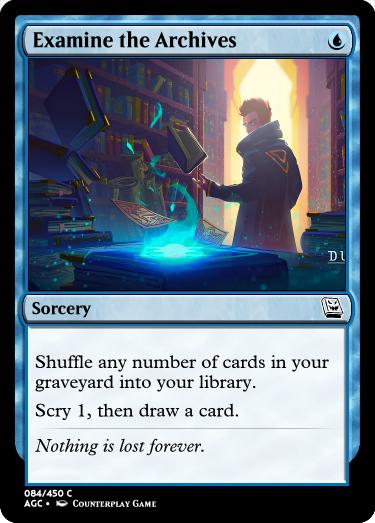 Examine the Archives
D
Sorcery
Shuffle any number of cards in your
graveyard into your library.
Scry 1, then draw a card.
Nothing is lost forever.
084/450 C
AGC • Counterplay Game